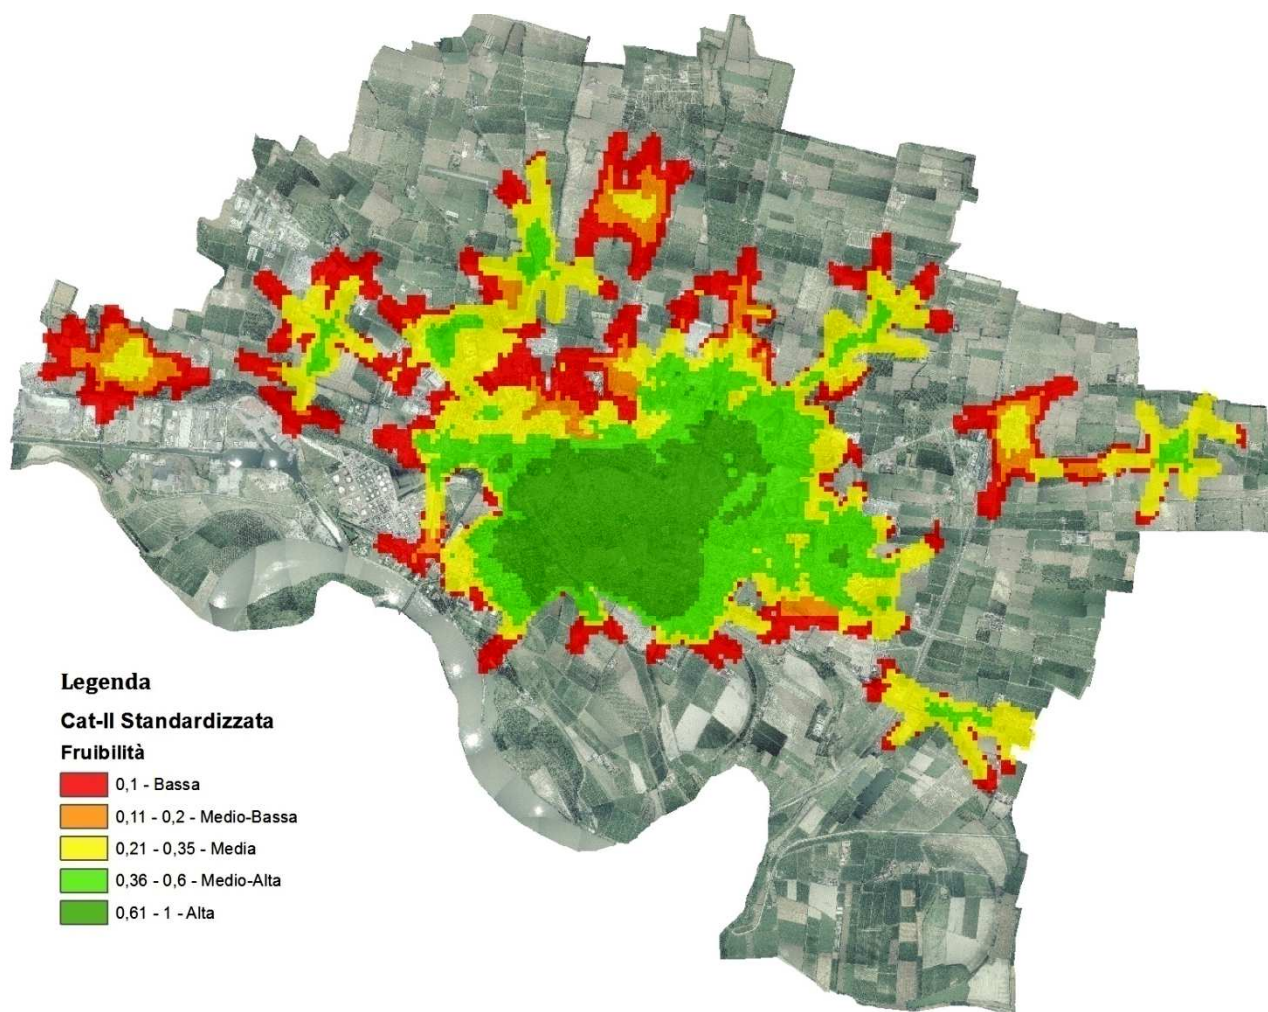 Legenda
Cat-II Standardizzata
Fruibilità
0,1 - Bassa
0,11 - 0,2 - Medio-Bassa
0,21 - 0,35 - Media
0,36 - 0,6 - Medio-Alta
0,61 - 1 - Alta